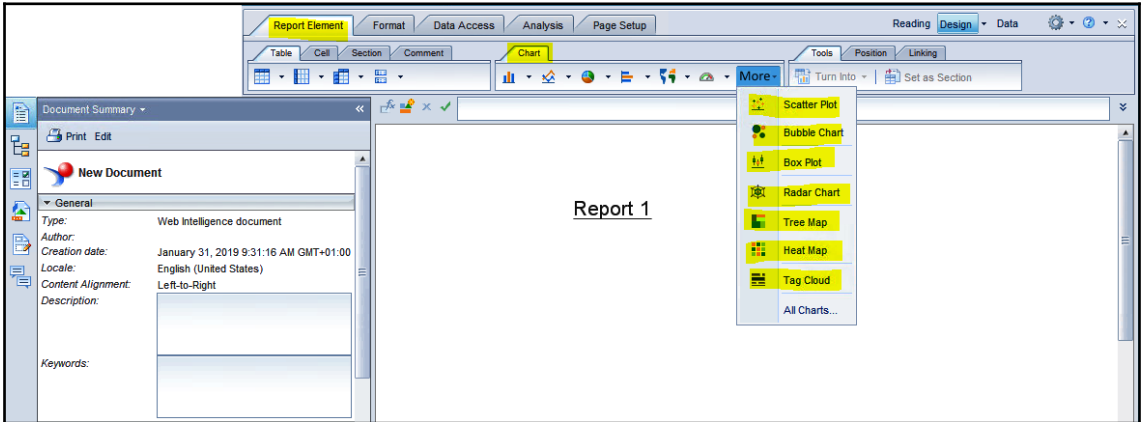 Report Element Format Data Access Analysis Page Setup Reading Design Data
Table Cell Section Comment Chart Tools Position Linking
More Turn Into Set as Section
Document Summary
Print Edit
New Document
General
Type: Web Intelligence document
Author:
Creation date: January 31, 2019 9:31:16 AM GMT+01:00
Locale: English (United States)
Content Alignment: Left-to-Right
Description:
Keywords:
Report 1
Scatter Plot
Bubble Chart
Box Plot
Radar Chart
Tree Map
Heat Map
Tag Cloud
All Charts...